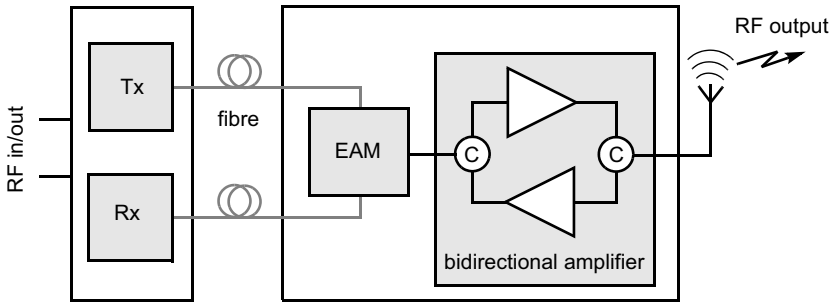 RF in/out
Tx
Rx
fibre
EAM
C
C
bidirectional amplifier
RF output